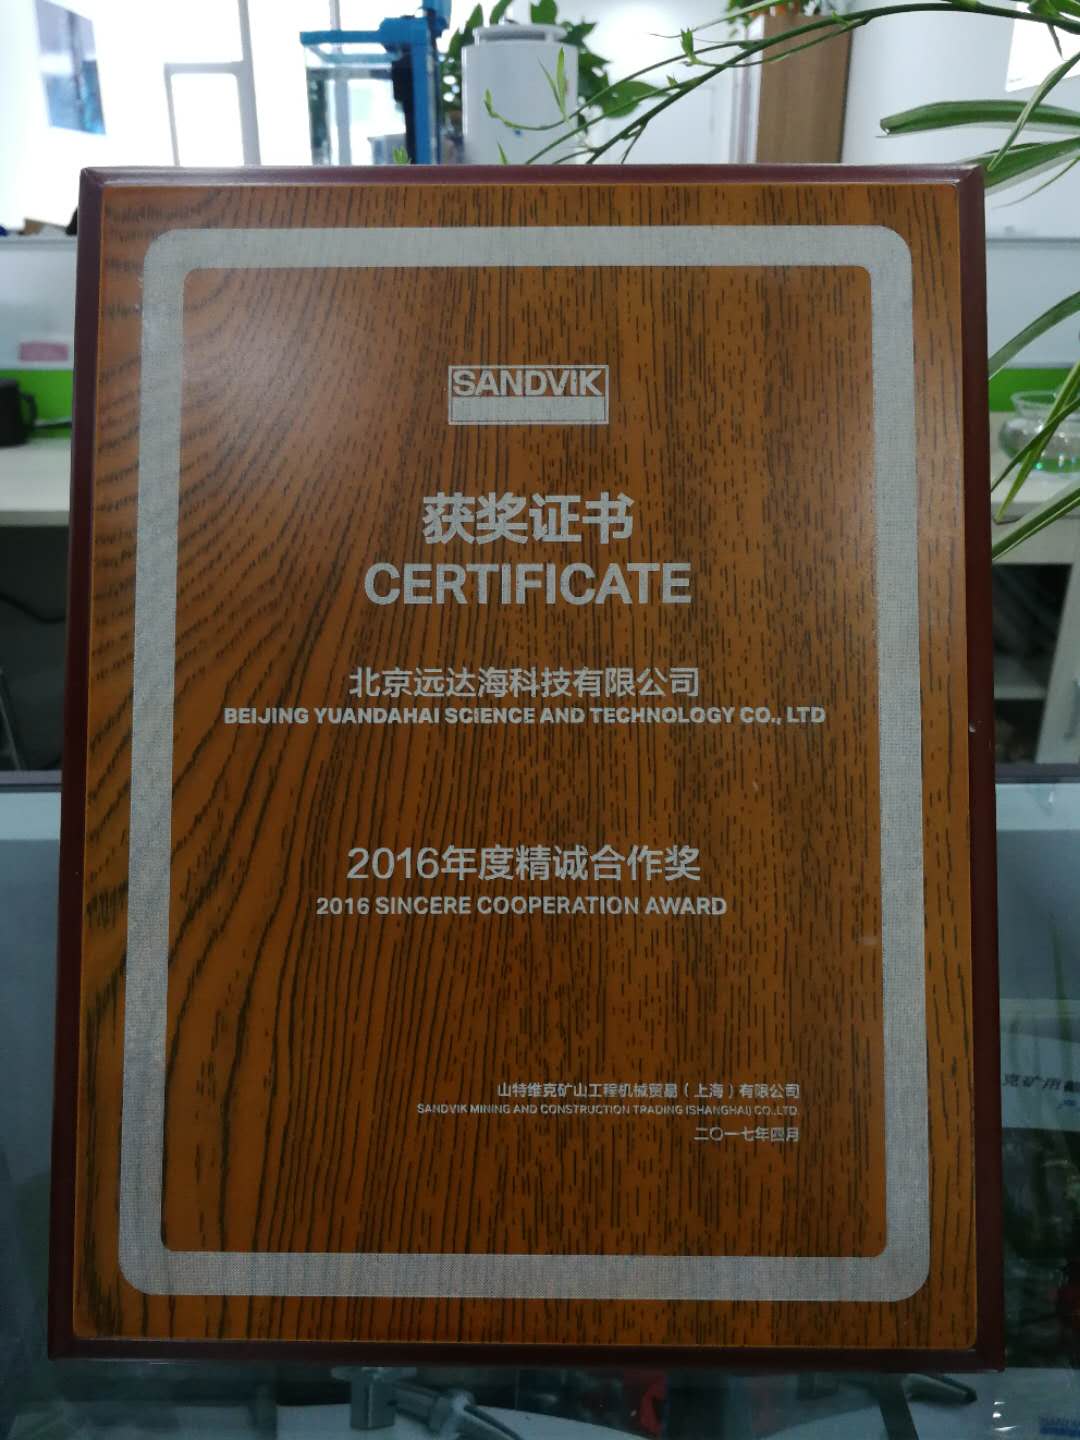 SANDVIK
获奖证书
CERTIFICATE
北京远达海科技有限公司
BEIJING YUANDAHAI SCIENCE AND TECHNOLOGY CO., LTD
2016年度精诚合作奖
2016 SINCERE COOPERATION AWARD
山特维克矿山工程机械贸易（上海）有限公司
SANDVIK MINING AND CONSTRUCTION TRADING (SHANGHAI) CO.,LTD
二〇一七年四月
克矿用